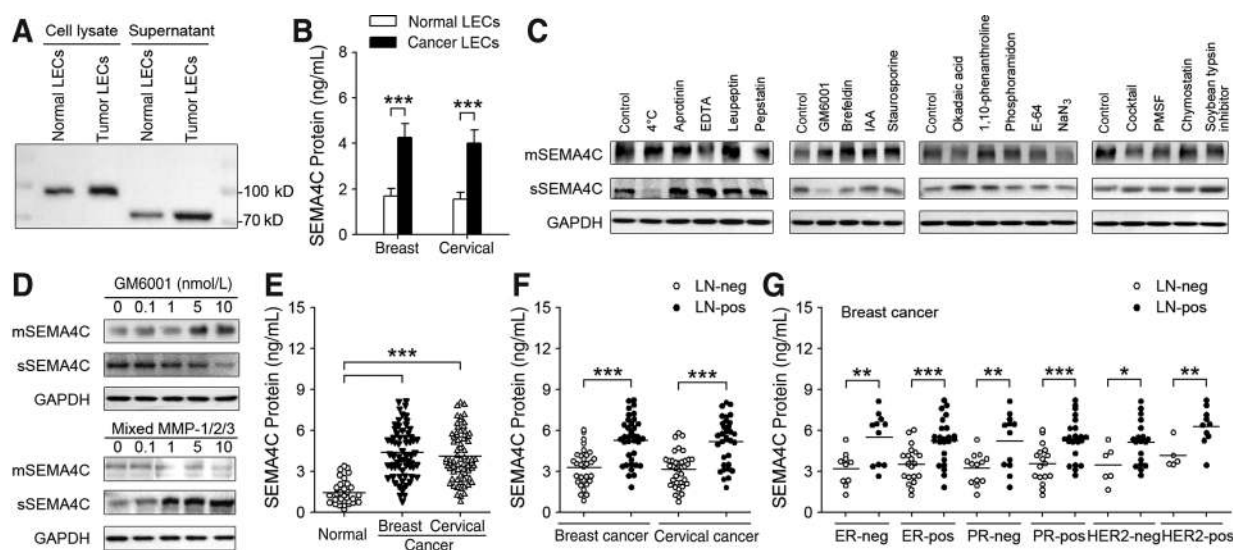 A
Cell lysate Supernatant
Normal LECs
Tumor LECs
Normal LECs
Tumor LECs
-100 kD
-70 kD
B
Normal LECs
Cancer LECs
SEMA4C Protein (ng/mL)
8
6
4
2
0
*** ***
Breast Cervical
C
Control
4°C
Aprotinin
EDTA
Leupeptin
Pepstatin
Control
GM6001
Brefeldin
IAA
Staurosporine
Control
Okadaic acid
1,10-phenanthroline
Phosphoramidon
E-64
NaN3
Control
Cocktail
PMSF
Chymostatin
Soybean typsin
inhibitor
mSEMA4C
sSEMA4C
GAPDH
D
GM6001 (nmol/L)
0 0.1 1 5 10
mSEMA4C
sSEMA4C
GAPDH
Mixed MMP-1/2/3
0 0.1 1 5 10
mSEMA4C
sSEMA4C
GAPDH
E
SEMA4C Protein (ng/mL)
15
12
9
6
3
0
***
Normal Breast Cervical
Cancer
F
LN-neg
LN-pos
SEMA4C Protein (ng/mL)
15
12
9
6
3
0
*** ***
Breast cancer Cervical cancer
G
Breast cancer
LN-neg
LN-pos
SEMA4C Protein (ng/mL)
15
12
9
6
3
0
** *** ** *** * **
ER-neg ER-pos PR-neg PR-pos HER2-neg HER2-pos